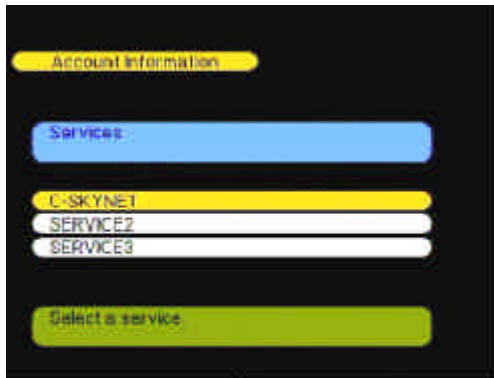 Account Information
Services
C-SKYNET
SERVICE2
SERVICE3
Select a service